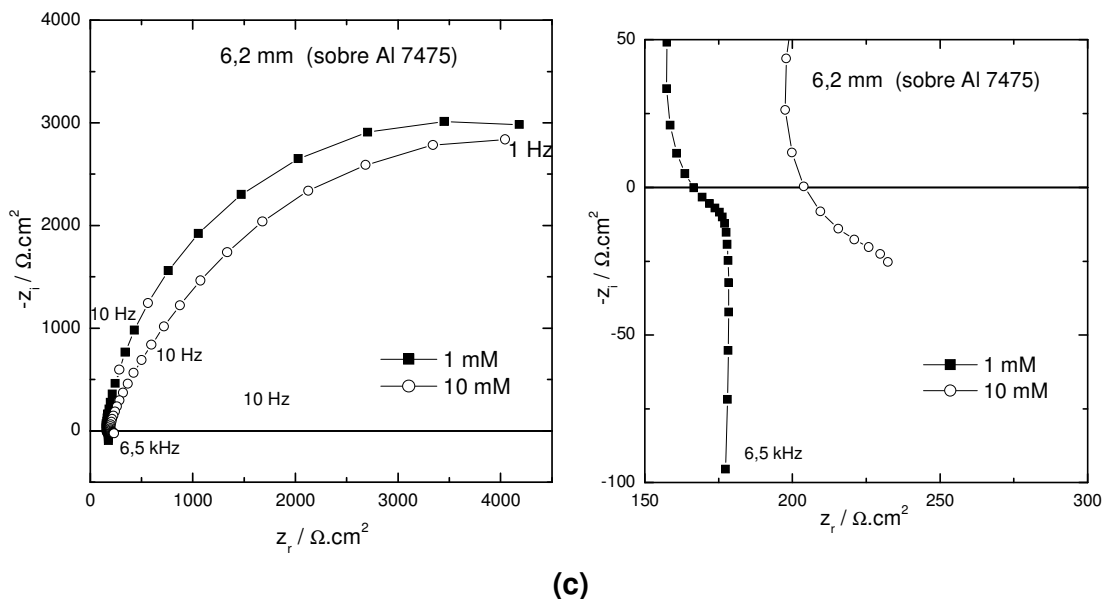 4000
3000
2000
1000
0
0 1000 2000 3000 4000
-z_i / Ω.cm²
z_r / Ω.cm²
6,2 mm (sobre Al 7475)
1 Hz
10 Hz
10 Hz
10 Hz
6,5 kHz
1 mM
10 mM
50
0
-50
-100
150 200 250 300
-z_i / Ω.cm²
z_r / Ω.cm²
6,2 mm (sobre Al 7475)
1 mM
10 mM
6,5 kHz
(c)